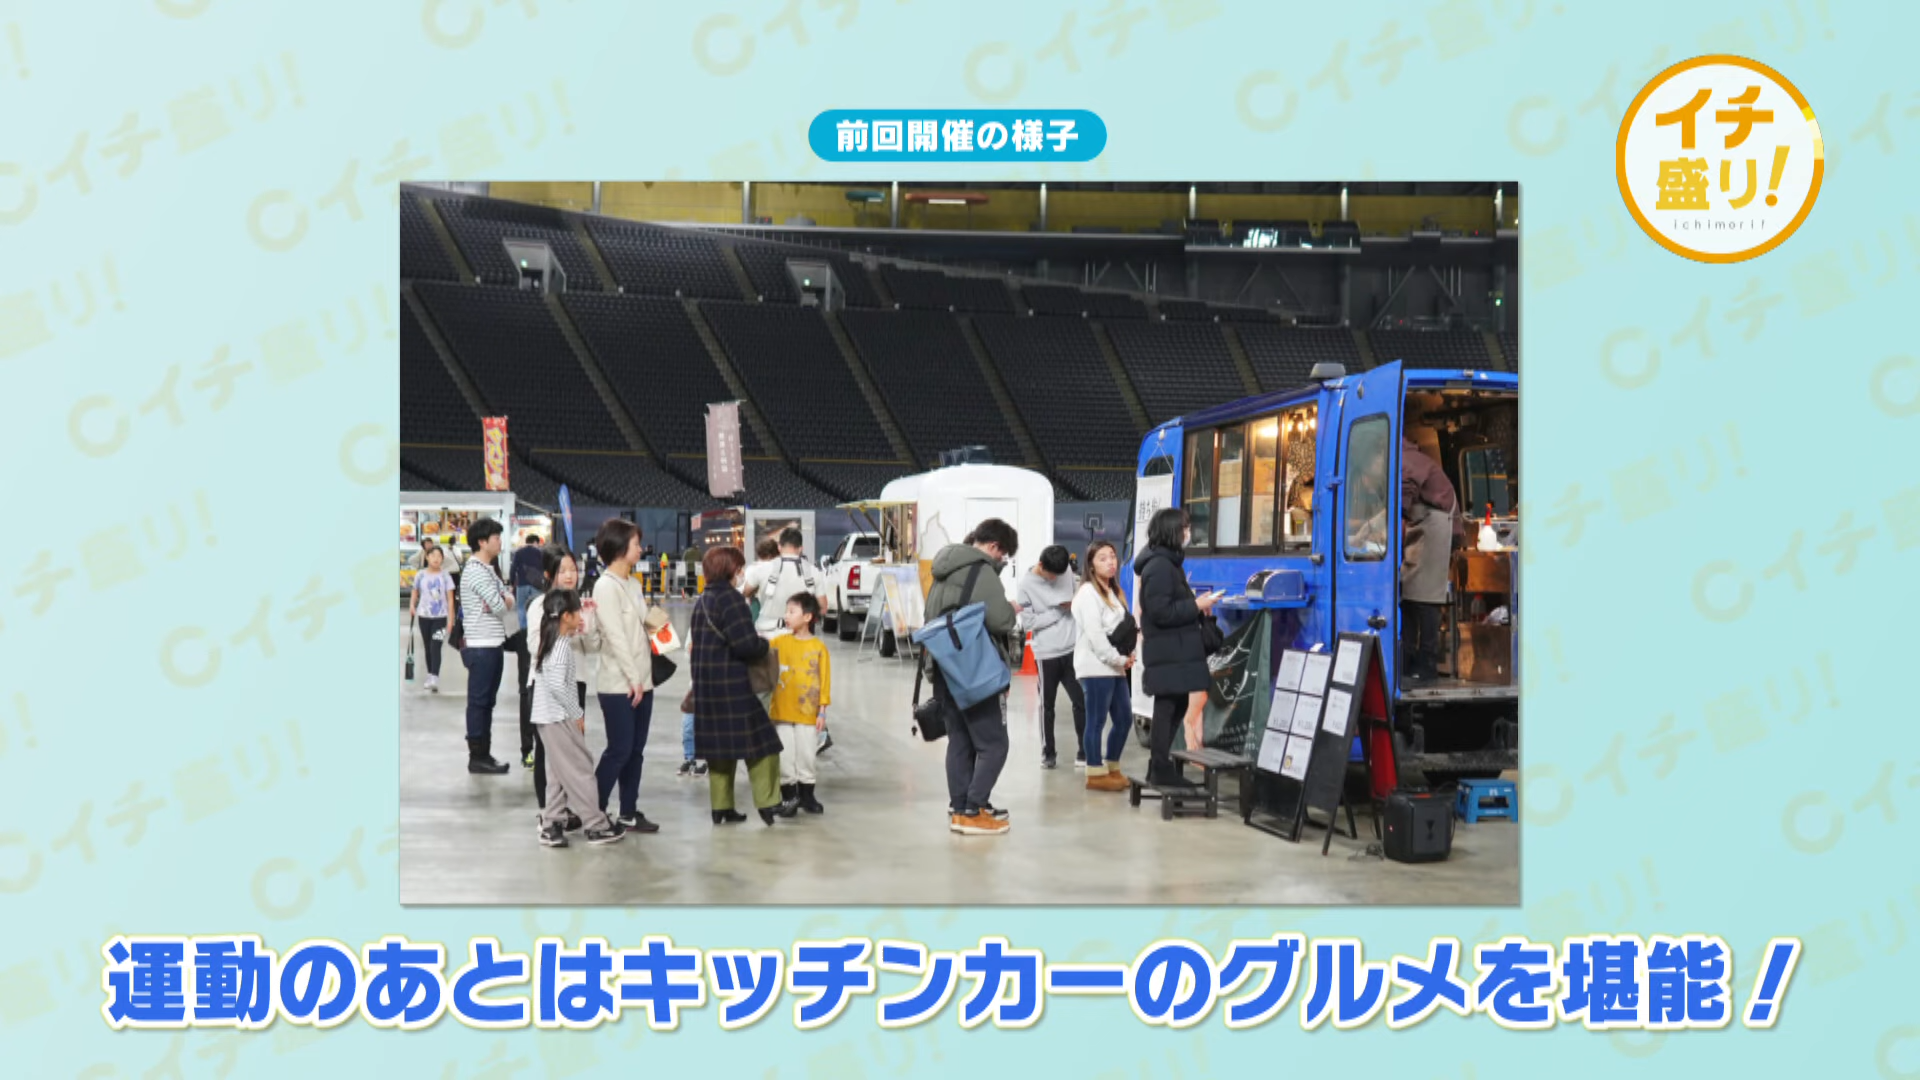 前回開催の様子
イチ
盛り!
ichimori!
運動のあとはキッチンカーのグルメを堪能！